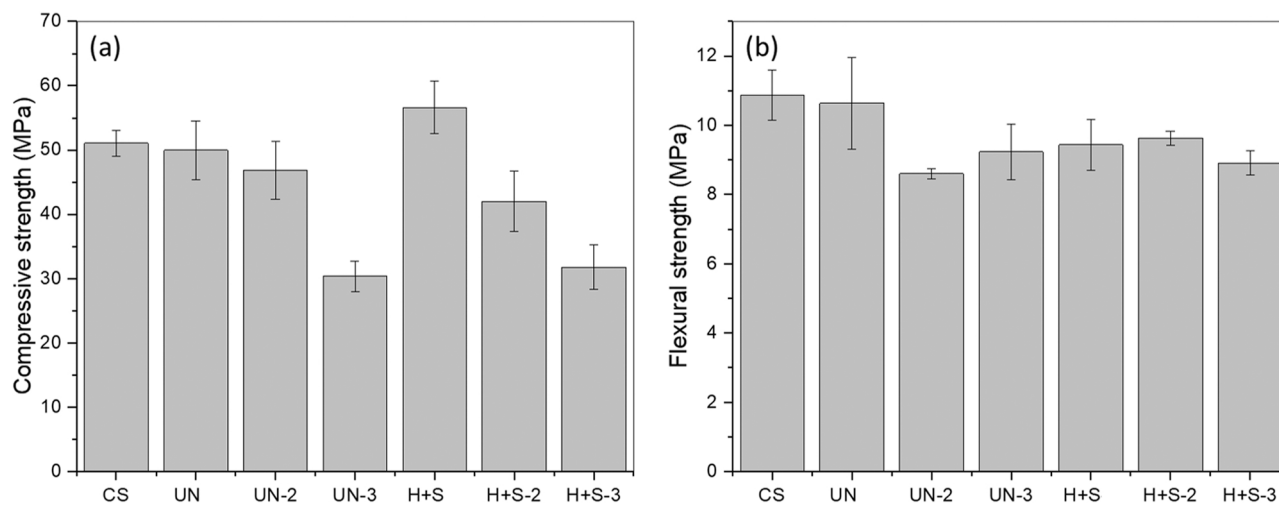 (a)
Compressive strength (MPa)
70
60
50
40
30
20
10
0
CS UN UN-2 UN-3 H+S H+S-2 H+S-3
(b)
Flexural strength (MPa)
12
10
8
6
4
2
0
CS UN UN-2 UN-3 H+S H+S-2 H+S-3